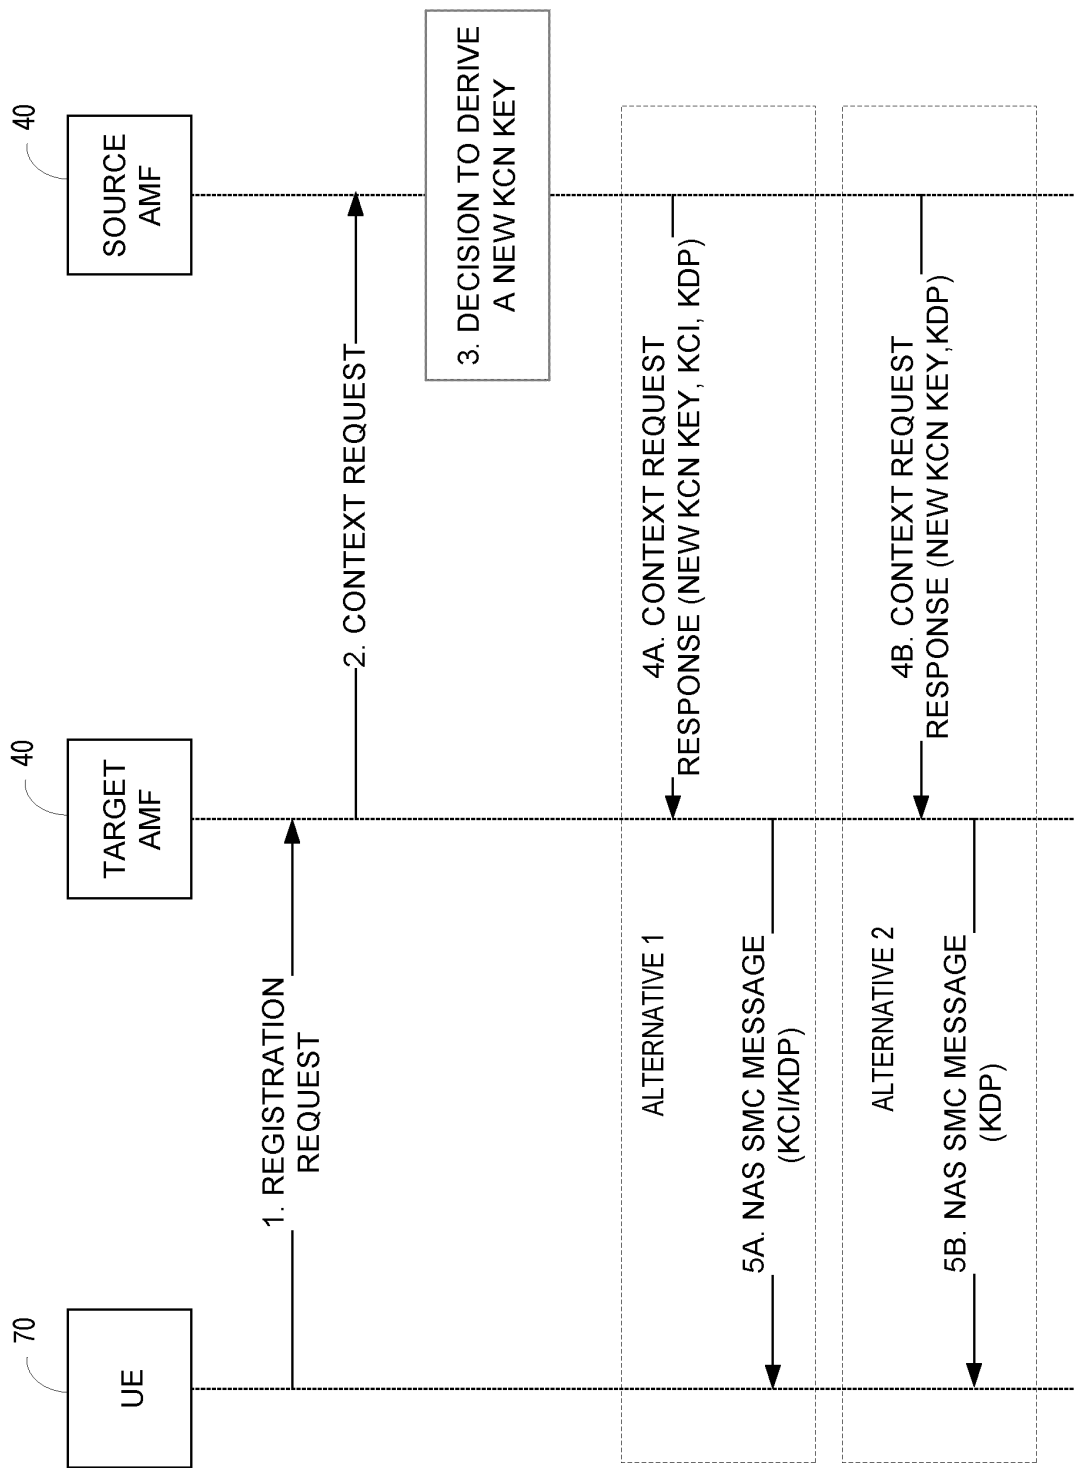 70
UE
40
TARGET
AMF
40
SOURCE
AMF
1. REGISTRATION
REQUEST
2. CONTEXT REQUEST
3. DECISION TO DERIVE
A NEW KCN KEY
ALTERNATIVE 1
4A. CONTEXT REQUEST
RESPONSE (NEW KCN KEY, KCI, KDP)
5A. NAS SMC MESSAGE
(KCI/KDP)
ALTERNATIVE 2
4B. CONTEXT REQUEST
RESPONSE (NEW KCN KEY,KDP)
5B. NAS SMC MESSAGE
(KDP)